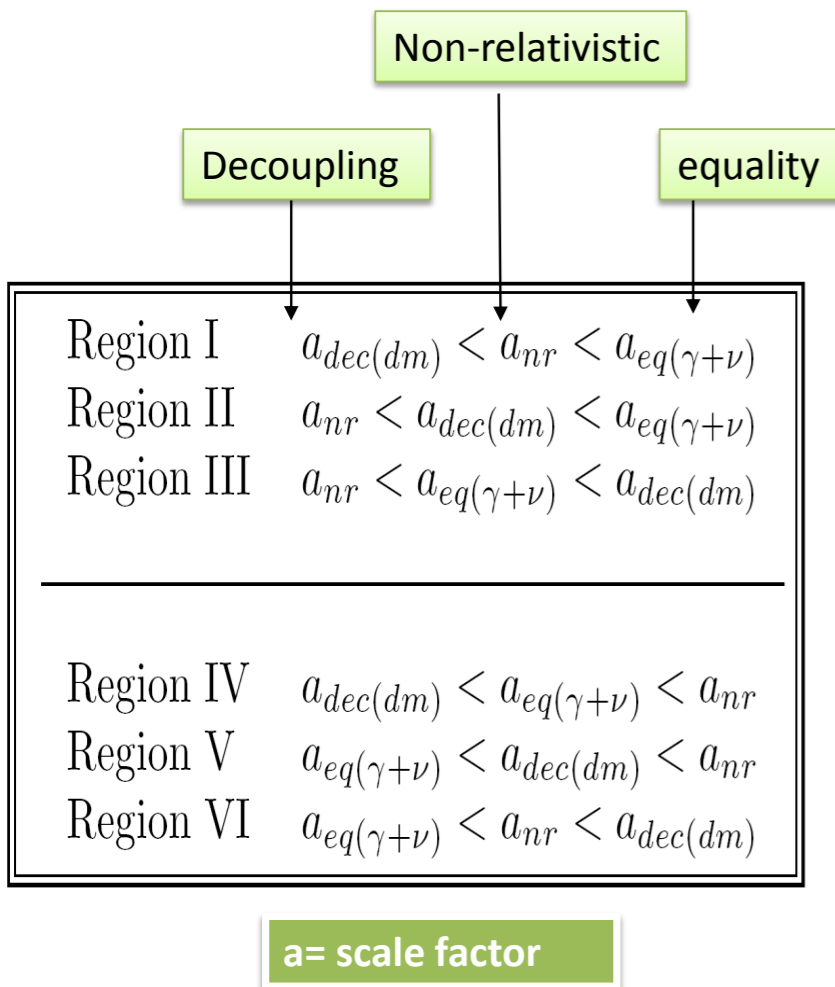 Non-relativistic
Decoupling
equality
Region I a_{dec(dm)} < a_{nr} < a_{eq(γ+ν)}
Region II a_{nr} < a_{dec(dm)} < a_{eq(γ+ν)}
Region III a_{nr} < a_{eq(γ+ν)} < a_{dec(dm)}
Region IV a_{dec(dm)} < a_{eq(γ+ν)} < a_{nr}
Region V a_{eq(γ+ν)} < a_{dec(dm)} < a_{nr}
Region VI a_{eq(γ+ν)} < a_{nr} < a_{dec(dm)}
a= scale factor